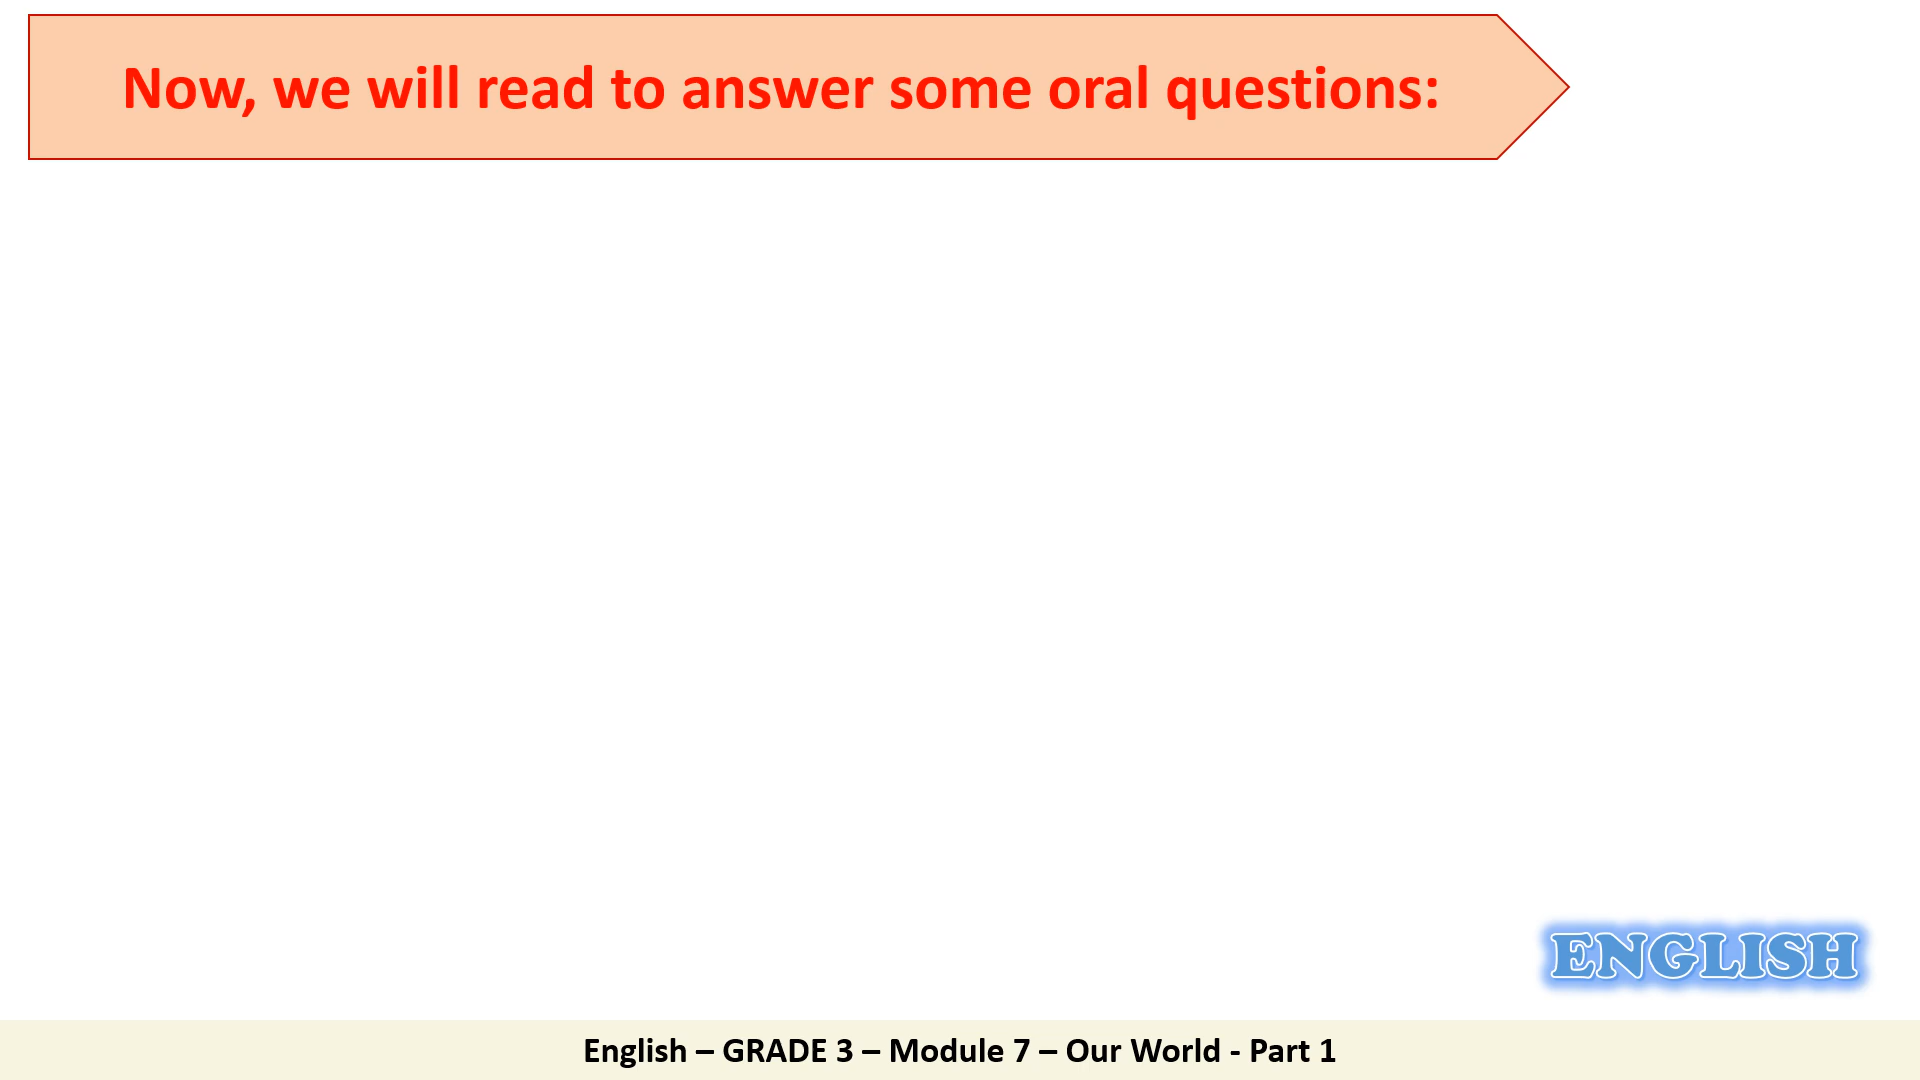 Now, we will read to answer some oral questions:
ENGLISH
English – GRADE 3 – Module 7 – Our World - Part 1